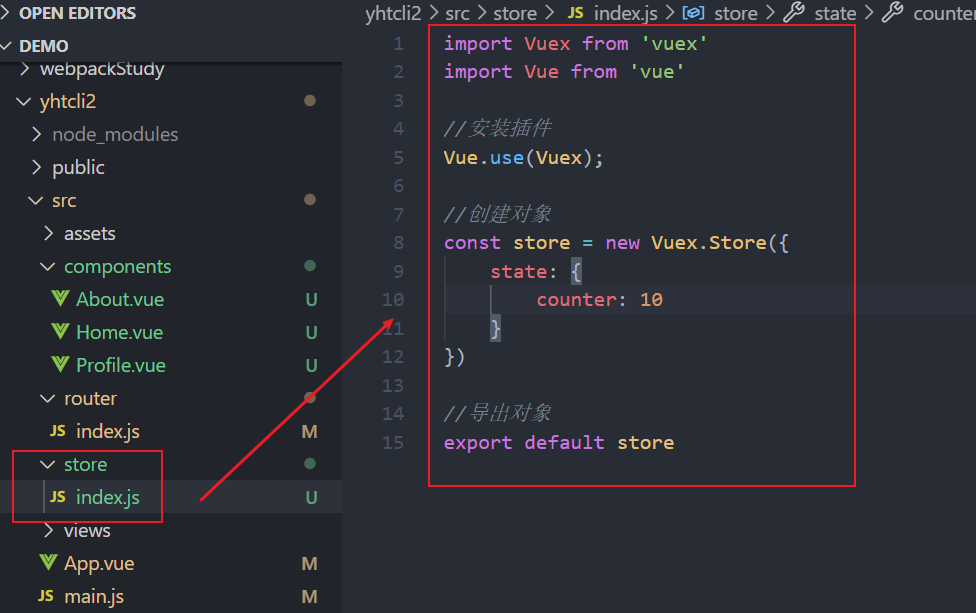 OPEN EDITORS
DEMO
webpackStudy
yhtcli2
node_modules
public
src
assets
components
About.vue U
Home.vue U
Profile.vue U
router
JS index.js M
store
JS index.js U
views
App.vue M
JS main.js M
yhtcli2 > src > store > JS index.js > store > state > counter
1 import Vuex from 'vuex'
2 import Vue from 'vue'
3
4 //安装插件
5 Vue.use(Vuex);
6
7 //创建对象
8 const store = new Vuex.Store({
9 state: {
10 counter: 10
11 }
12 })
13
14 //导出对象
15 export default store